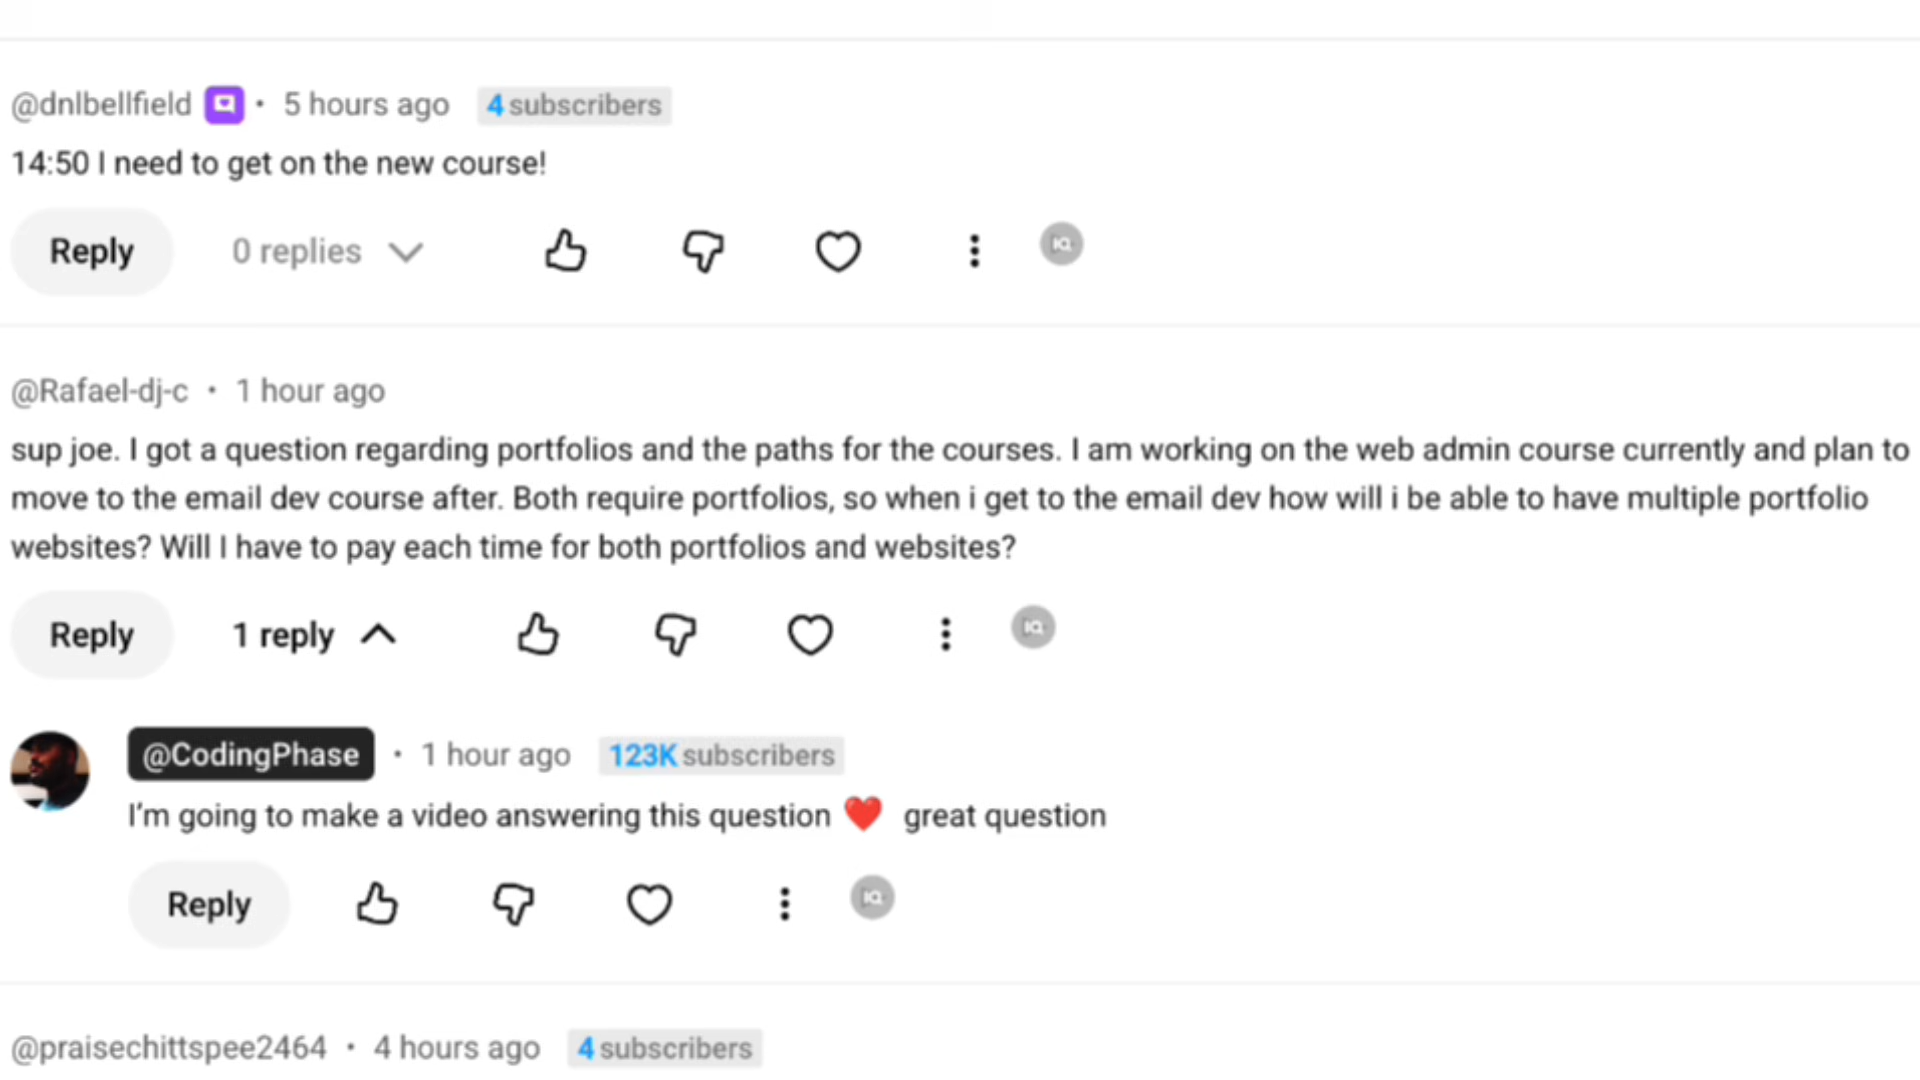 @dnlbellfield • 5 hours ago 4 subscribers
14:50 I need to get on the new course!
Reply 0 replies
@Rafael-dj-c • 1 hour ago
sup joe. I got a question regarding portfolios and the paths for the courses. I am working on the web admin course currently and plan to
move to the email dev course after. Both require portfolios, so when i get to the email dev how will i be able to have multiple portfolio
websites? Will I have to pay each time for both portfolios and websites?
Reply 1 reply
@CodingPhase • 1 hour ago 123K subscribers
I’m going to make a video answering this question ❤️ great question
Reply
@praisechittspee2464 • 4 hours ago 4 subscribers